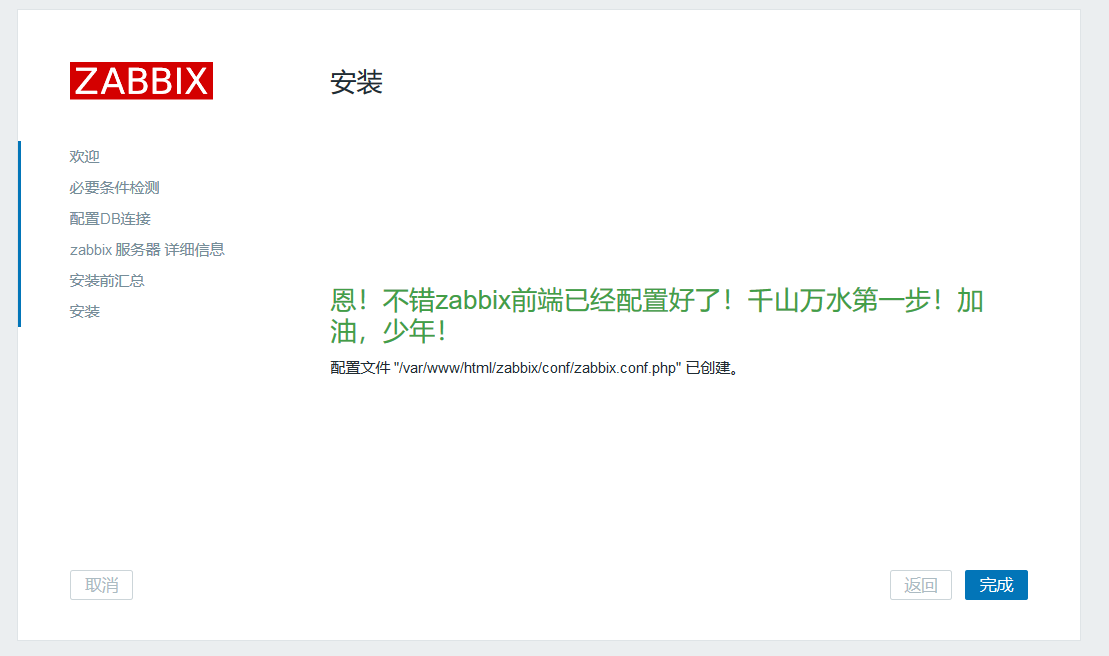 ZABBIX
安装
欢迎
必要条件检测
配置DB连接
zabbix 服务器 详细信息
安装前汇总
安装
恩！不错zabbix前端已经配置好了！千山万水第一步！加
油，少年！
配置文件 "/var/www/html/zabbix/conf/zabbix.conf.php" 已创建。
取消
返回
完成